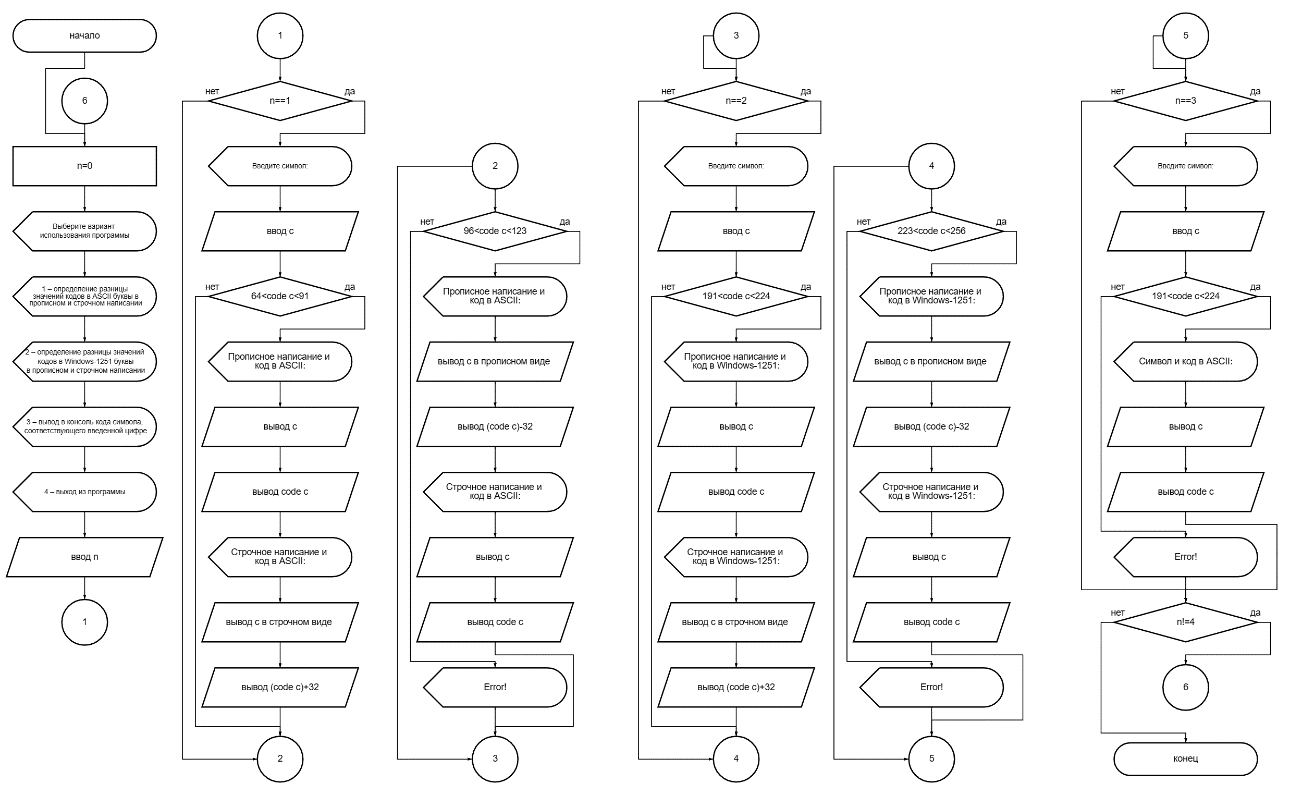 начало
6
n=0
Выберите вариант
использования программы
1 – определение разницы
значений кодов в ASCII буквы в
прописном и строчном написании
2 – определение разницы значений
кодов в Windows-1251 буквы
в прописном и строчном написании
3 – вывод в консоль кода символа,
соответствующего введенной цифре
4 – выход из программы
ввод n
1
1
нет
да
n==1
Введите символ:
ввод с
нет
да
64<code c<91
Прописное написание и
код в ASCII:
вывод с
вывод code c
Строчное написание и
код в ASCII:
вывод с в строчном виде
вывод (code c)+32
2
2
нет
да
96<code c<123
Прописное написание и
код в ASCII:
вывод с в прописном виде
вывод (code c)-32
Строчное написание и
код в ASCII:
вывод с
вывод code c
Error!
3
3
нет
да
n==2
Введите символ:
ввод с
нет
да
191<code c<224
Прописное написание и
код в Windows-1251:
вывод с
вывод code c
Строчное написание и
код в Windows-1251:
вывод с в строчном виде
вывод (code c)+32
4
4
нет
да
223<code c<256
Прописное написание и
код в Windows-1251:
вывод с в прописном виде
вывод (code c)-32
Строчное написание и
код в Windows-1251:
вывод с
вывод code c
Error!
5
5
нет
да
n==3
Введите символ:
ввод с
нет
да
191<code c<224
Символ и код в ASCII:
вывод с
вывод code c
Error!
нет
да
n!=4
6
конец